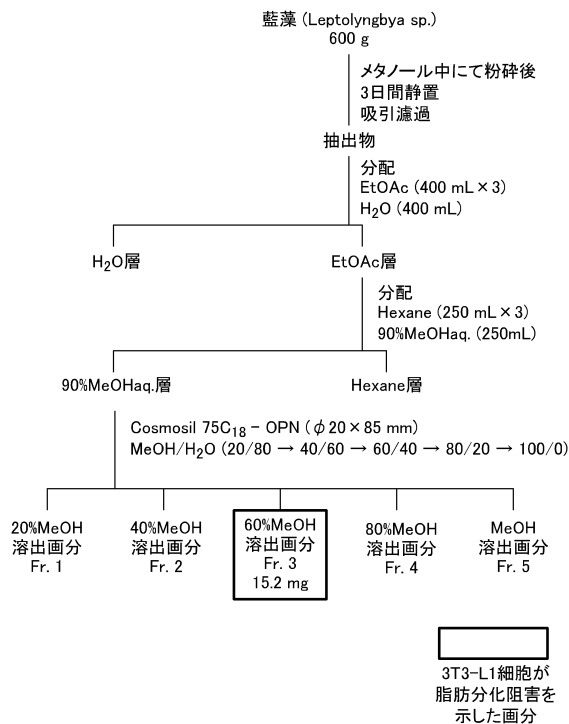 藍藻 (Leptolyngbya sp.)
600 g
メタノール中にて粉砕後
3日間静置
吸引濾過
抽出物
分配
EtOAc (400 mL×3)
H2O (400 mL)
H2O層
EtOAc層
分配
Hexane (250 mL×3)
90%MeOHaq. (250mL)
90%MeOHaq.層
Hexane層
Cosmosil 75C18 - OPN (φ20×85 mm)
MeOH/H2O (20/80 → 40/60 → 60/40 → 80/20 → 100/0)
20%MeOH
溶出画分
Fr. 1
40%MeOH
溶出画分
Fr. 2
60%MeOH
溶出画分
Fr. 3
15.2 mg
80%MeOH
溶出画分
Fr. 4
MeOH
溶出画分
Fr. 5
3T3-L1細胞が
脂肪分化阻害を
示した画分